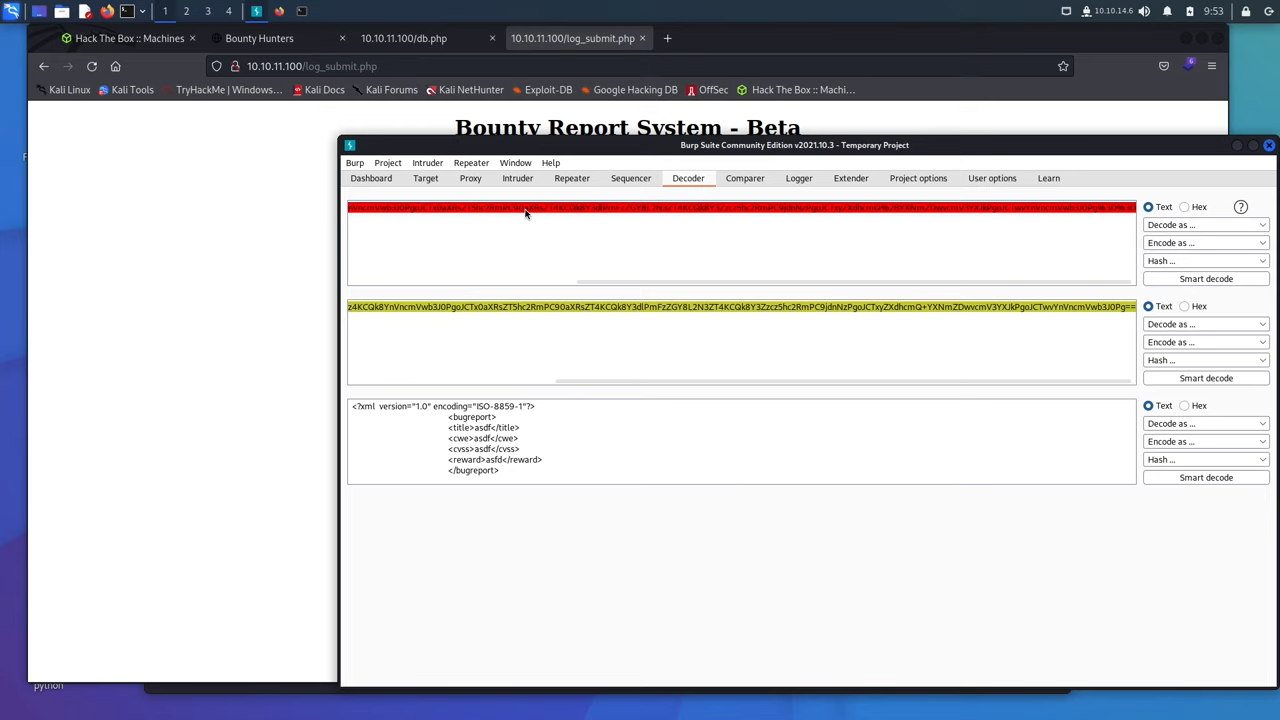 1
2
3
4
10.10.14.6
9:53
Hack The Box :: Machines
Bounty Hunters
10.10.11.100/db.php
10.10.11.100/log_submit.php
10.10.11.100/log_submit.php
6
Kali Linux
Kali Tools
TryHackMe | Windows...
Kali Docs
Kali Forums
Kali NetHunter
Exploit-DB
Google Hacking DB
OffSec
Hack The Box :: Machi...
Bounty Report System - Beta
Burp Suite Community Edition v2021.10.3 - Temporary Project
Burp
Project
Intruder
Repeater
Window
Help
Dashboard
Target
Proxy
Intruder
Repeater
Sequencer
Decoder
Comparer
Logger
Extender
Project options
User options
Learn
Text
Hex
?
Decode as ...
Encode as ...
Hash ...
Smart decode
z4KCQk8YnVncmVwb3J0PgoJCTx0aXRsZT5hc2RmPC90aXRsZT4KCQk8Y3dlPmFzZGY8L2N3ZT4KCQk8Y3Zzcz5hc2RmPC9jdnNzPgoJCTxyZXdhcmQ+YXNmZDwvcmV3YXJkPgoJCTwvYnVncmVwb3J0Pg==
Text
Hex
Decode as ...
Encode as ...
Hash ...
Smart decode
<?xml version="1.0" encoding="ISO-8859-1"?>
<bugreport>
<title>asdf</title>
<cwe>asdf</cwe>
<cvss>asdf</cvss>
<reward>asfd</reward>
</bugreport>
Text
Hex
Decode as ...
Encode as ...
Hash ...
Smart decode
python